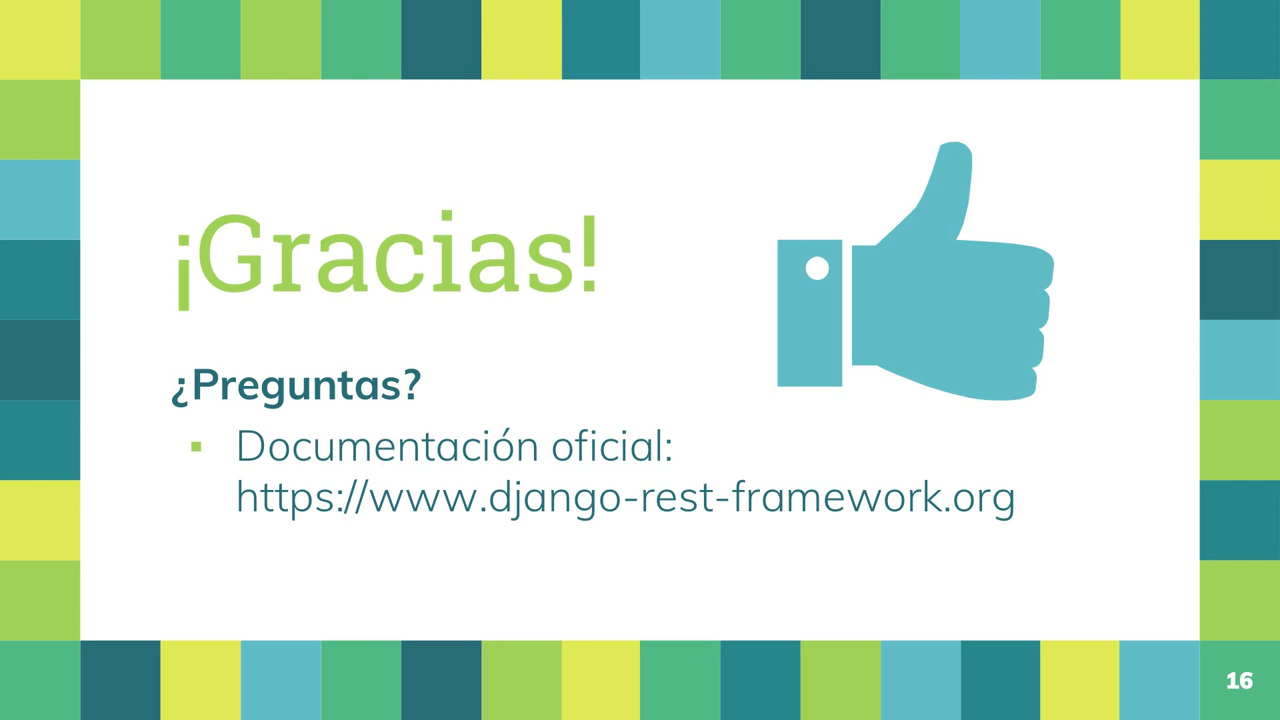 ¡Gracias!
¿Preguntas?
▪ Documentación oficial:
https://www.django-rest-framework.org
16